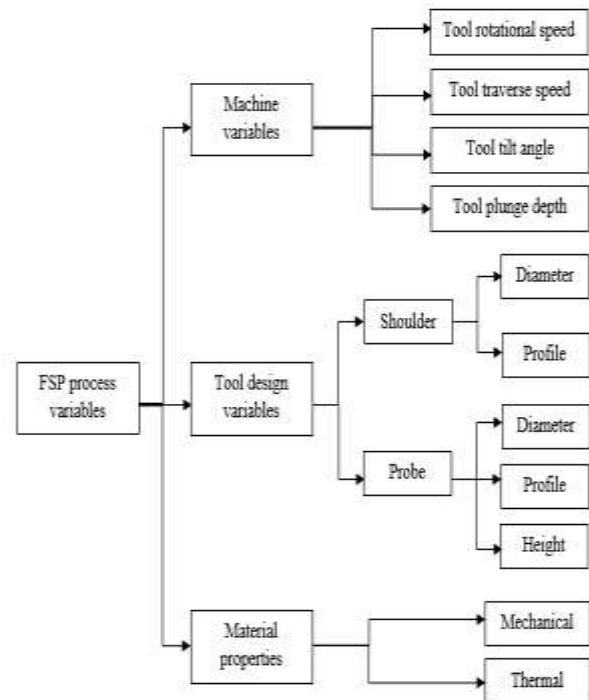 Tool rotational speed
Tool traverse speed
Machine
variables
Tool tilt angle
Tool plunge depth
Diameter
Shoulder
Profile
FSP process
variables
Tool design
variables
Diameter
Probe
Profile
Height
Mechanical
Material
properties
Thermal